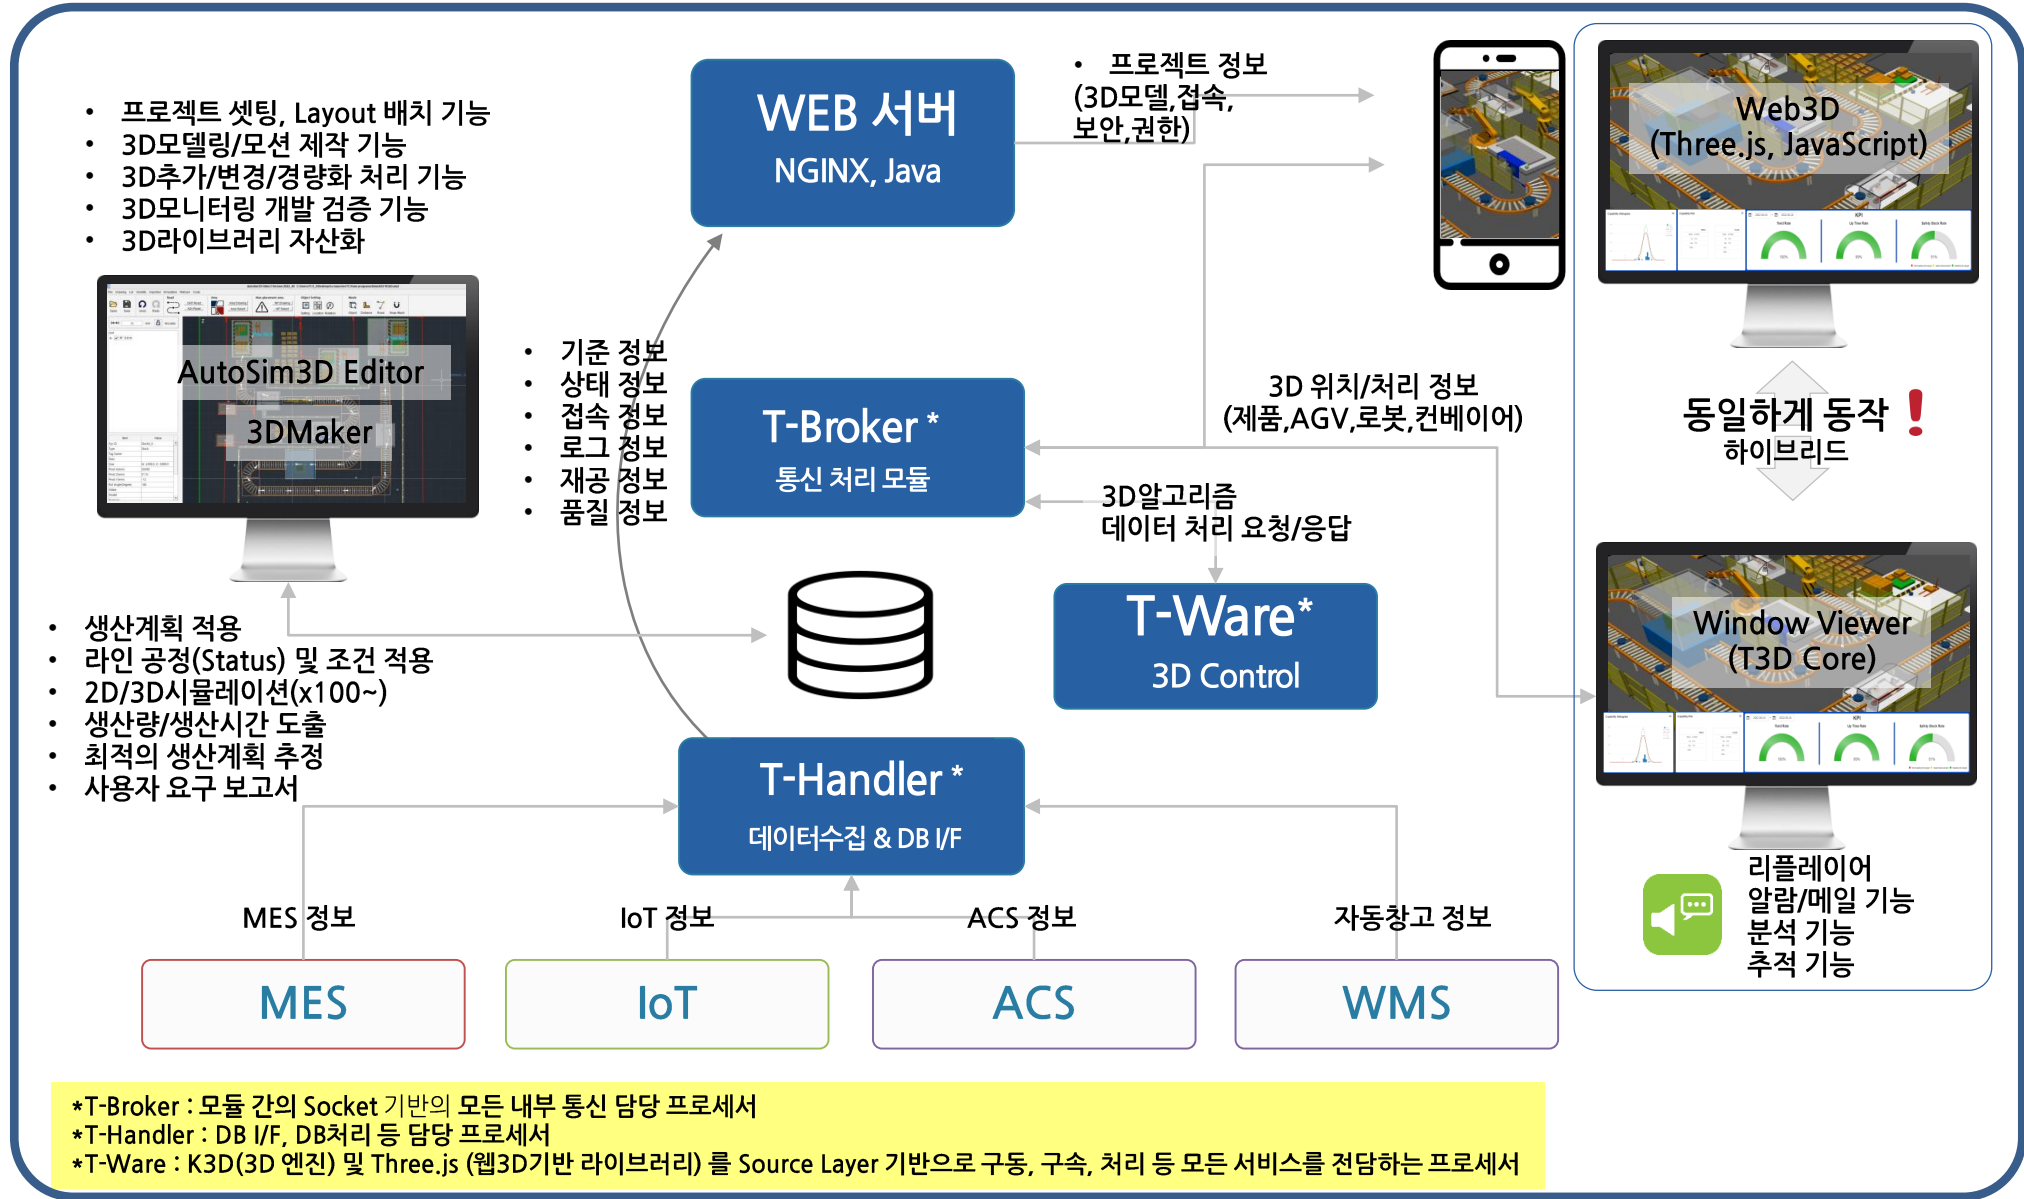 WEB 서버
NGINX, Java
• 프로젝트 정보
(3D모델,접속,
보안,권한)
• 프로젝트 셋팅, Layout 배치 기능
• 3D모델링/모션 제작 기능
• 3D추가/변경/경량화 처리 기능
• 3D모니터링 개발 검증 기능
• 3D라이브러리 자산화
Web3D
(Three.js, JavaScript)
KPI
AutoSim3D Editor
3DMaker
• 기준 정보
• 상태 정보
• 접속 정보
• 로그 정보
• 재공 정보
• 품질 정보
T-Broker *
통신 처리 모듈
3D 위치/처리 정보
(제품,AGV,로봇,컨베이어)
동일하게 동작
하이브리드
3D알고리즘
데이터 처리 요청/응답
T-Ware*
3D Control
Window Viewer
(T3D Core)
KPI
• 생산계획 적용
• 라인 공정(Status) 및 조건 적용
• 2D/3D시뮬레이션(x100~)
• 생산량/생산시간 도출
• 최적의 생산계획 추정
• 사용자 요구 보고서
T-Handler *
데이터수집 & DB I/F
리플레이어
알람/메일 기능
분석 기능
추적 기능
MES 정보
IoT 정보
ACS 정보
자동창고 정보
MES
IoT
ACS
WMS
*T-Broker : 모듈 간의 Socket 기반의 모든 내부 통신 담당 프로세서
*T-Handler : DB I/F, DB처리 등 담당 프로세서
*T-Ware : K3D(3D 엔진) 및 Three.js (웹3D기반 라이브러리) 를 Source Layer 기반으로 구동, 구속, 처리 등 모든 서비스를 전담하는 프로세서